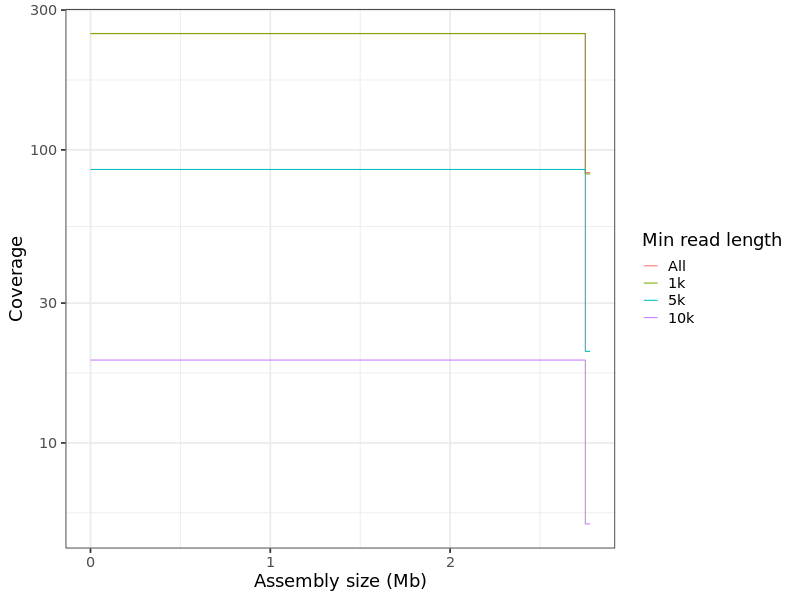 300
100
30
10
Coverage
0 1 2
Assembly size (Mb)
Min read length
All
1k
5k
10k